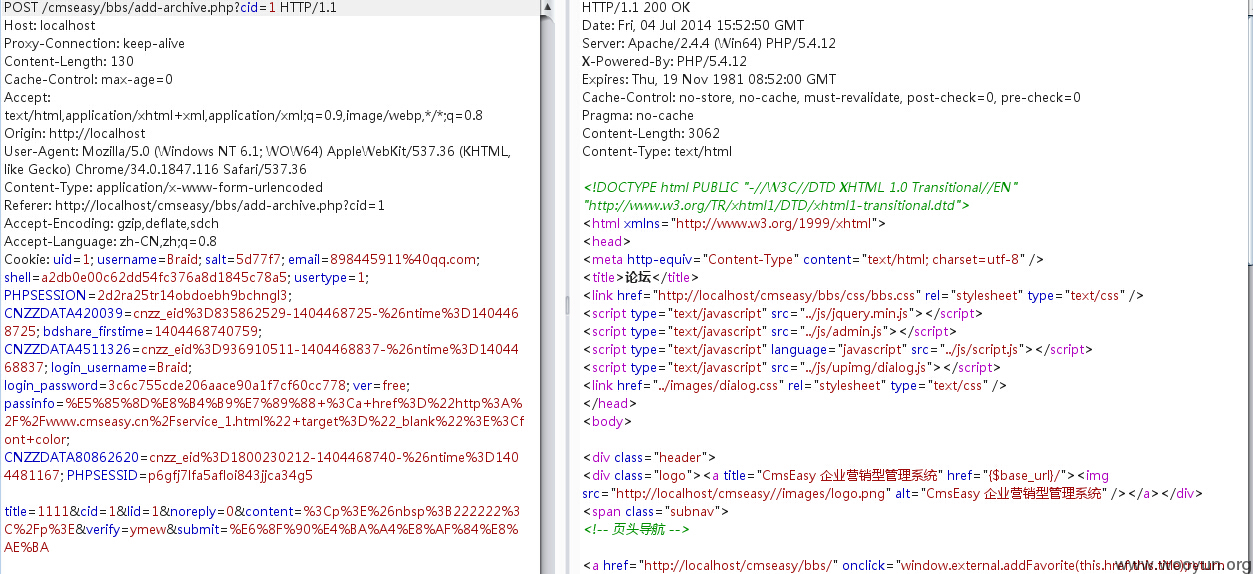 POST /cmseasy/bbs/add-archive.php?cid=1 HTTP/1.1
Host: localhost
Proxy-Connection: keep-alive
Content-Length: 130
Cache-Control: max-age=0
Accept:
text/html,application/xhtml+xml,application/xml;q=0.9,image/webp,*/*;q=0.8
Origin: http://localhost
User-Agent: Mozilla/5.0 (Windows NT 6.1; WOW64) AppleWebKit/537.36 (KHTML,
like Gecko) Chrome/34.0.1847.116 Safari/537.36
Content-Type: application/x-www-form-urlencoded
Referer: http://localhost/cmseasy/bbs/add-archive.php?cid=1
Accept-Encoding: gzip,deflate,sdch
Accept-Language: zh-CN,zh;q=0.8
Cookie: uid=1; username=Braid; salt=5d77f7; email=898445911%40qq.com;
shell=a2db0e00c62dd54fc376a8d1845c78a5; usertype=1;
PHPSESSION=2d2ra25tr14obdoebh9bchngl3;
CNZZDATA420039=cnzz_eid%3D835862529-1404468725-%26ntime%3D1404468725; bdshare_firstime=1404468740759;
CNZZDATA4511326=cnzz_eid%3D936910511-1404468837-%26ntime%3D1404468837; login_username=Braid;
login_password=3c6c755cde206aace90a1f7cf60cc778; ver=free;
passinfo=%E5%85%8D%E8%B4%B9%E7%89%88+%3Ca+href%3D%22http%3A%2F%2Fwww.cmseasy.cn%2Fservice_1.html%22+target%3D%22_blank%22%3E%3Cfont+color;
CNZZDATA80862620=cnzz_eid%3D1800230212-1404468740-%26ntime%3D1404481167; PHPSESSID=p6gfj7lfa5afloi843jjca34g5
title=1111&cid=1&lid=1&noreply=0&content=%3Cp%3E%26nbsp%3B222222%3C%2Fp%3E&verify=ymew&submit=%E6%8F%90%E4%BA%A4%E8%AF%84%E8%AE%BA
HTTP/1.1 200 OK
Date: Fri, 04 Jul 2014 15:52:50 GMT
Server: Apache/2.4.4 (Win64) PHP/5.4.12
X-Powered-By: PHP/5.4.12
Expires: Thu, 19 Nov 1981 08:52:00 GMT
Cache-Control: no-store, no-cache, must-revalidate, post-check=0, pre-check=0
Pragma: no-cache
Content-Length: 3062
Content-Type: text/html
<!DOCTYPE html PUBLIC "-//W3C//DTD XHTML 1.0 Transitional//EN"
"http://www.w3.org/TR/xhtml1/DTD/xhtml1-transitional.dtd">
<html xmlns="http://www.w3.org/1999/xhtml">
<head>
<meta http-equiv="Content-Type" content="text/html; charset=utf-8" />
<title>论坛</title>
<link href="http://localhost/cmseasy/bbs/css/bbs.css" rel="stylesheet" type="text/css" />
<script type="text/javascript" src="../js/jquery.min.js"></script>
<script type="text/javascript" src="../js/admin.js"></script>
<script type="text/javascript" language="javascript" src="../js/script.js"></script>
<script type="text/javascript" src="../js/upimg/dialog.js"></script>
<link href="../images/dialog.css" rel="stylesheet" type="text/css" />
</head>
<body>
<div class="header">
<div class="logo"><a title="CmsEasy 企业营销型管理系统" href="{$base_url}/"><img
src="http://localhost/cmseasy//images/logo.png" alt="CmsEasy 企业营销型管理系统" /></a></div>
<span class="subnav">
<!-- 页头导航 -->
<a href="http://localhost/cmseasy/bbs/" onclick="window.external.addFavorite(this.href,this.title);return
www.wooyun.org